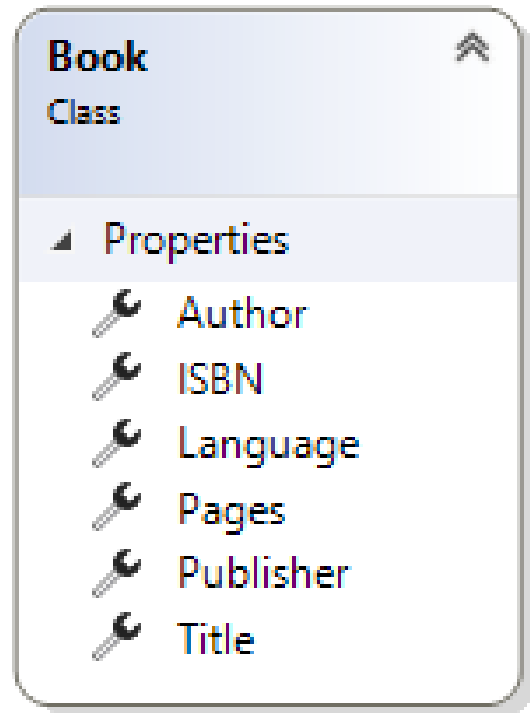 Book
Class
Properties
Author
ISBN
Language
Pages
Publisher
Title